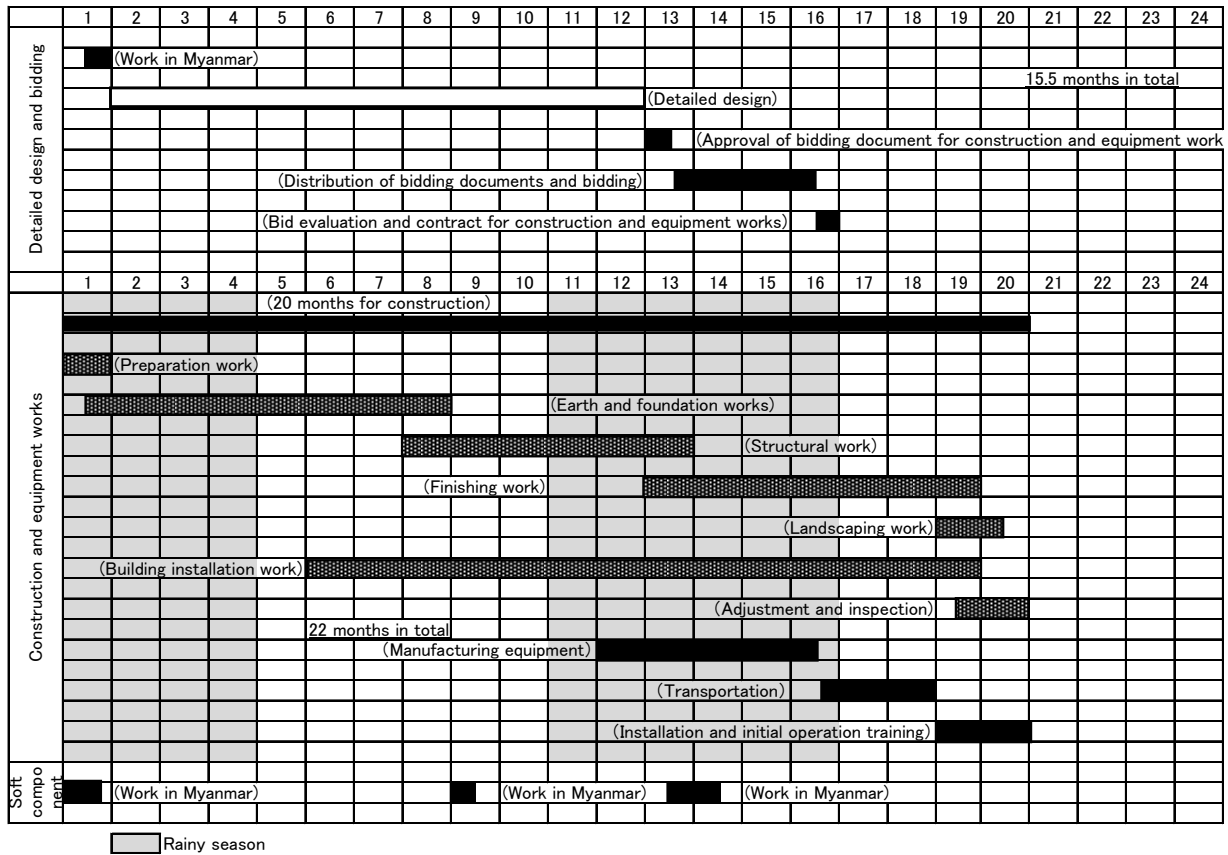 1 2 3 4 5 6 7 8 9 10 11 12 13 14 15 16 17 18 19 20 21 22 23 24
Detailed design and bidding
(Work in Myanmar)
15.5 months in total
(Detailed design)
(Approval of bidding document for construction and equipment work
(Distribution of bidding documents and bidding)
(Bid evaluation and contract for construction and equipment works)
1 2 3 4 5 6 7 8 9 10 11 12 13 14 15 16 17 18 19 20 21 22 23 24
Construction and equipment works
(20 months for construction)
(Preparation work)
(Earth and foundation works)
(Structural work)
(Finishing work)
(Landscaping work)
(Building installation work)
(Adjustment and inspection)
22 months in total
(Manufacturing equipment)
(Transportation)
(Installation and initial operation training)
Soft
compo
nent
(Work in Myanmar) (Work in Myanmar) (Work in Myanmar)
Rainy season